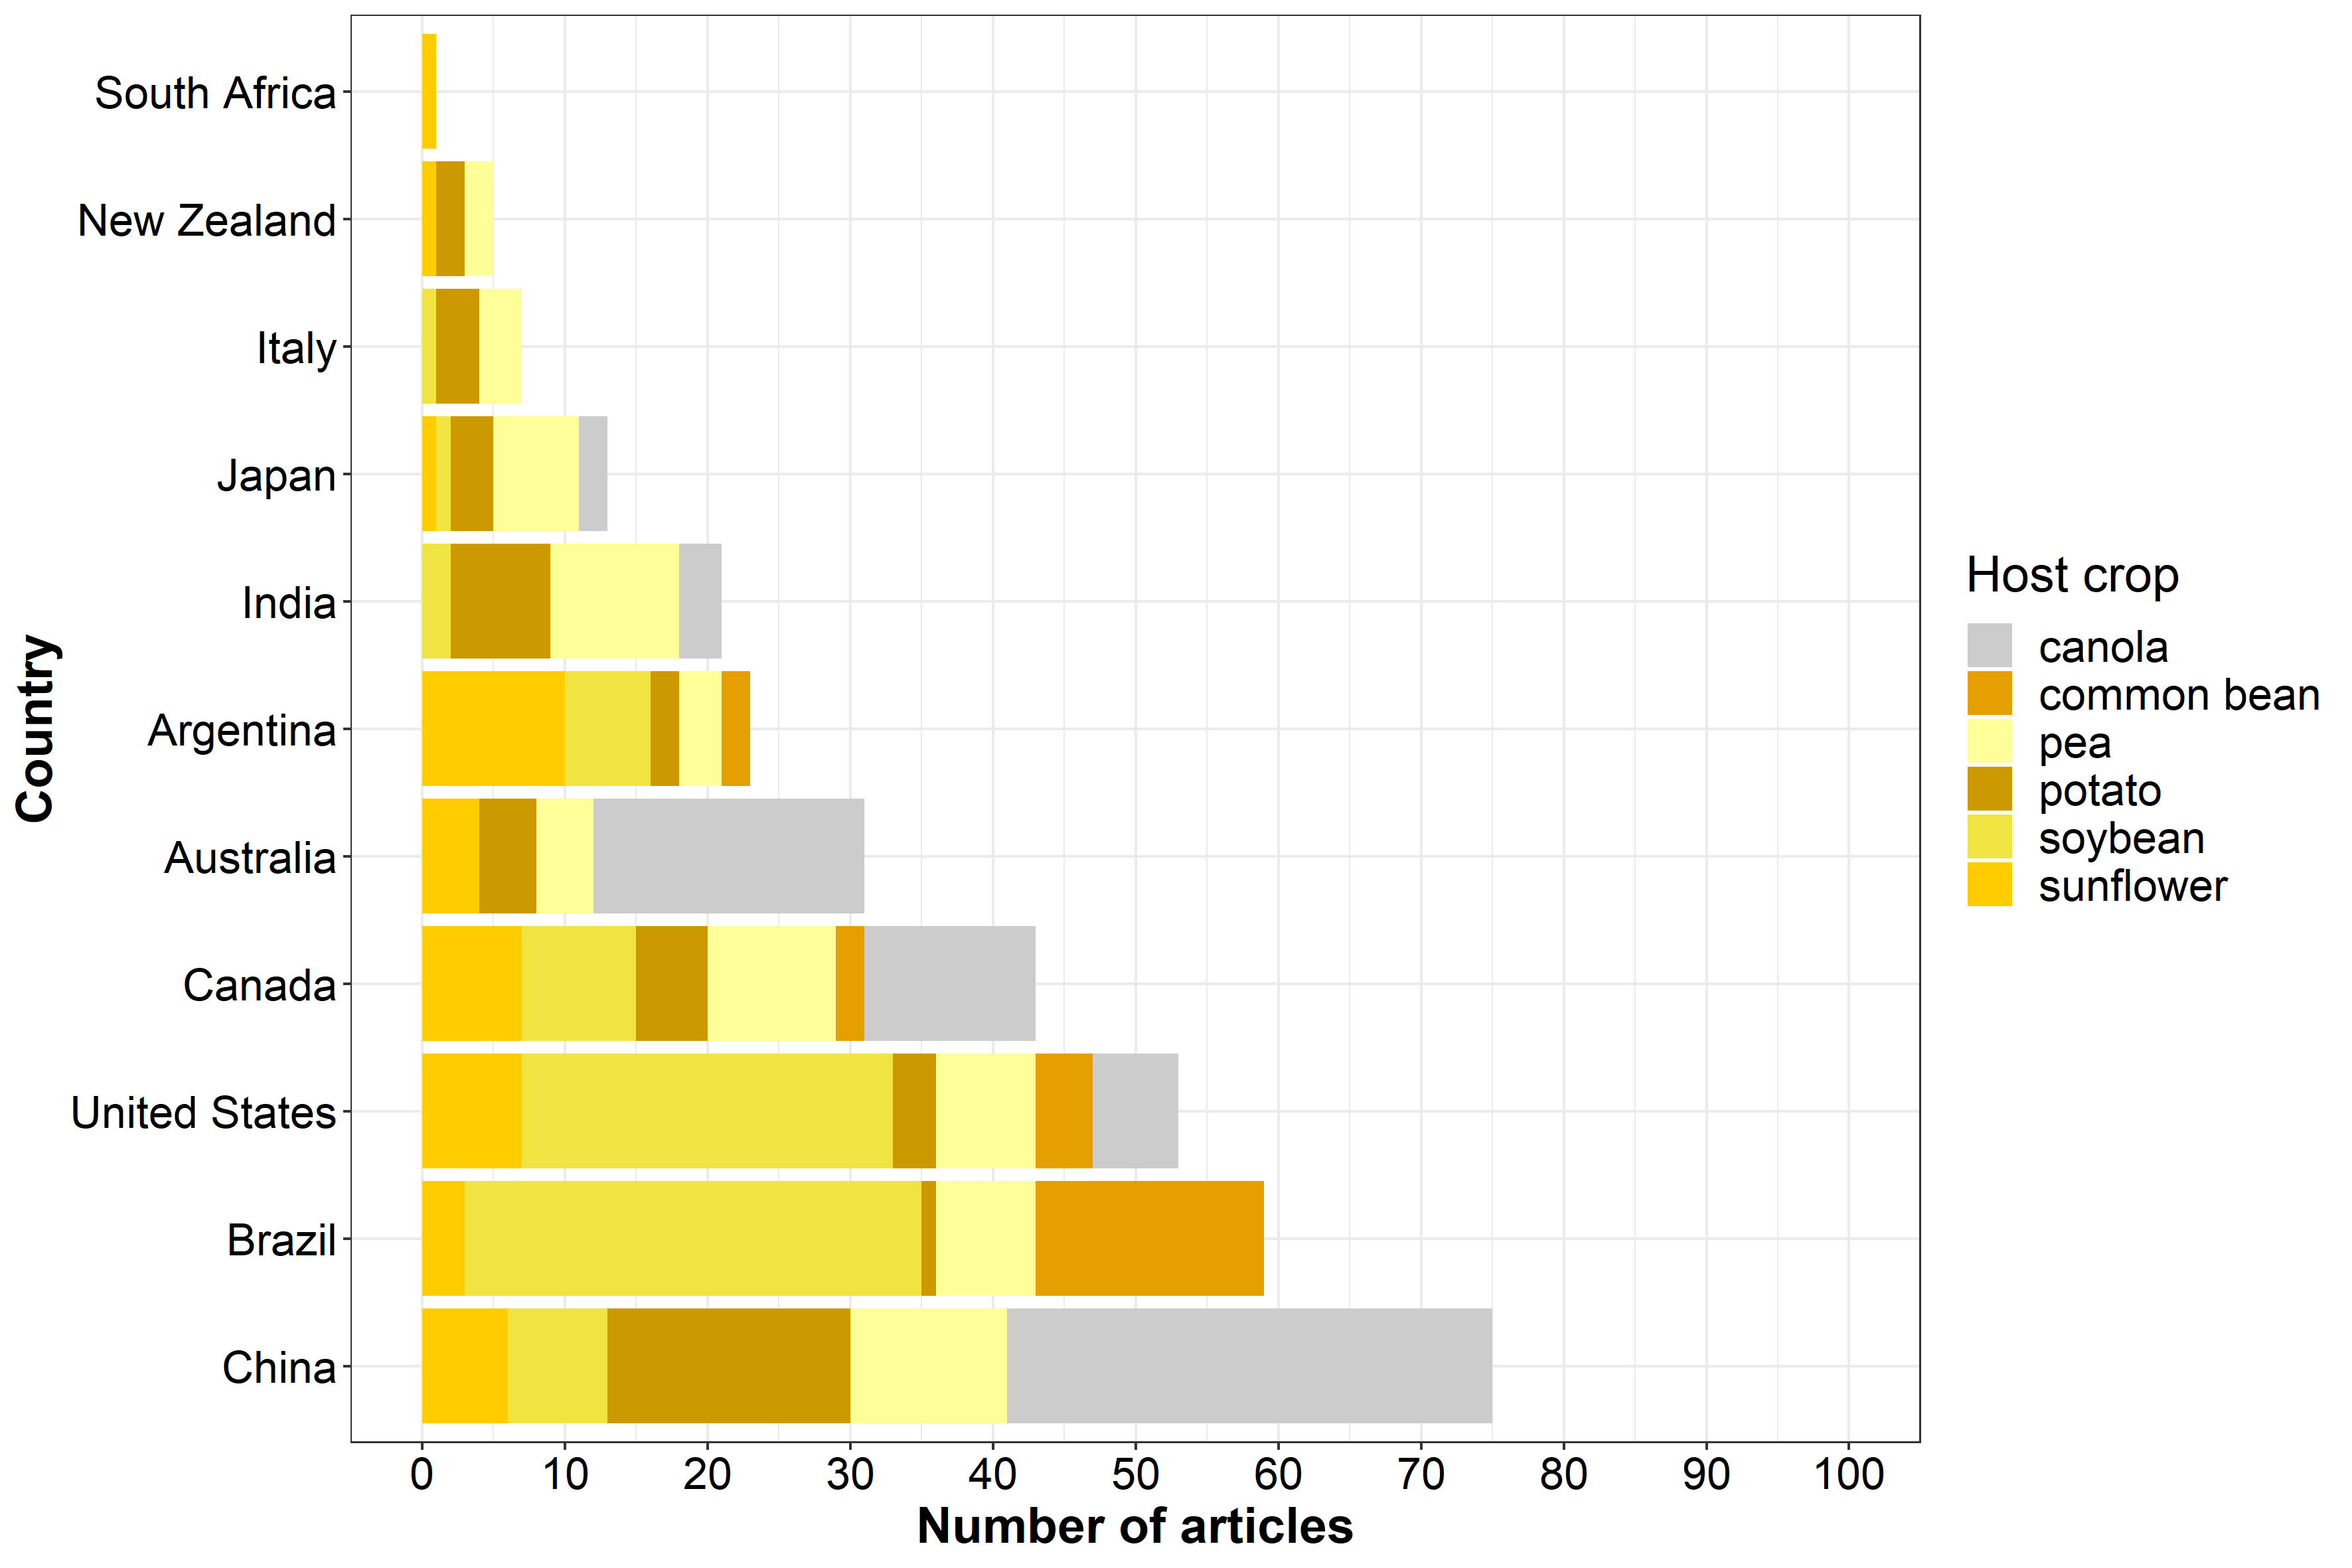 South Africa
New Zealand
Italy
Japan
India
Argentina
Australia
Canada
United States
Brazil
China
Country
0 10 20 30 40 50 60 70 80 90 100
Number of articles
Host crop
canola
common bean
pea
potato
soybean
sunflower